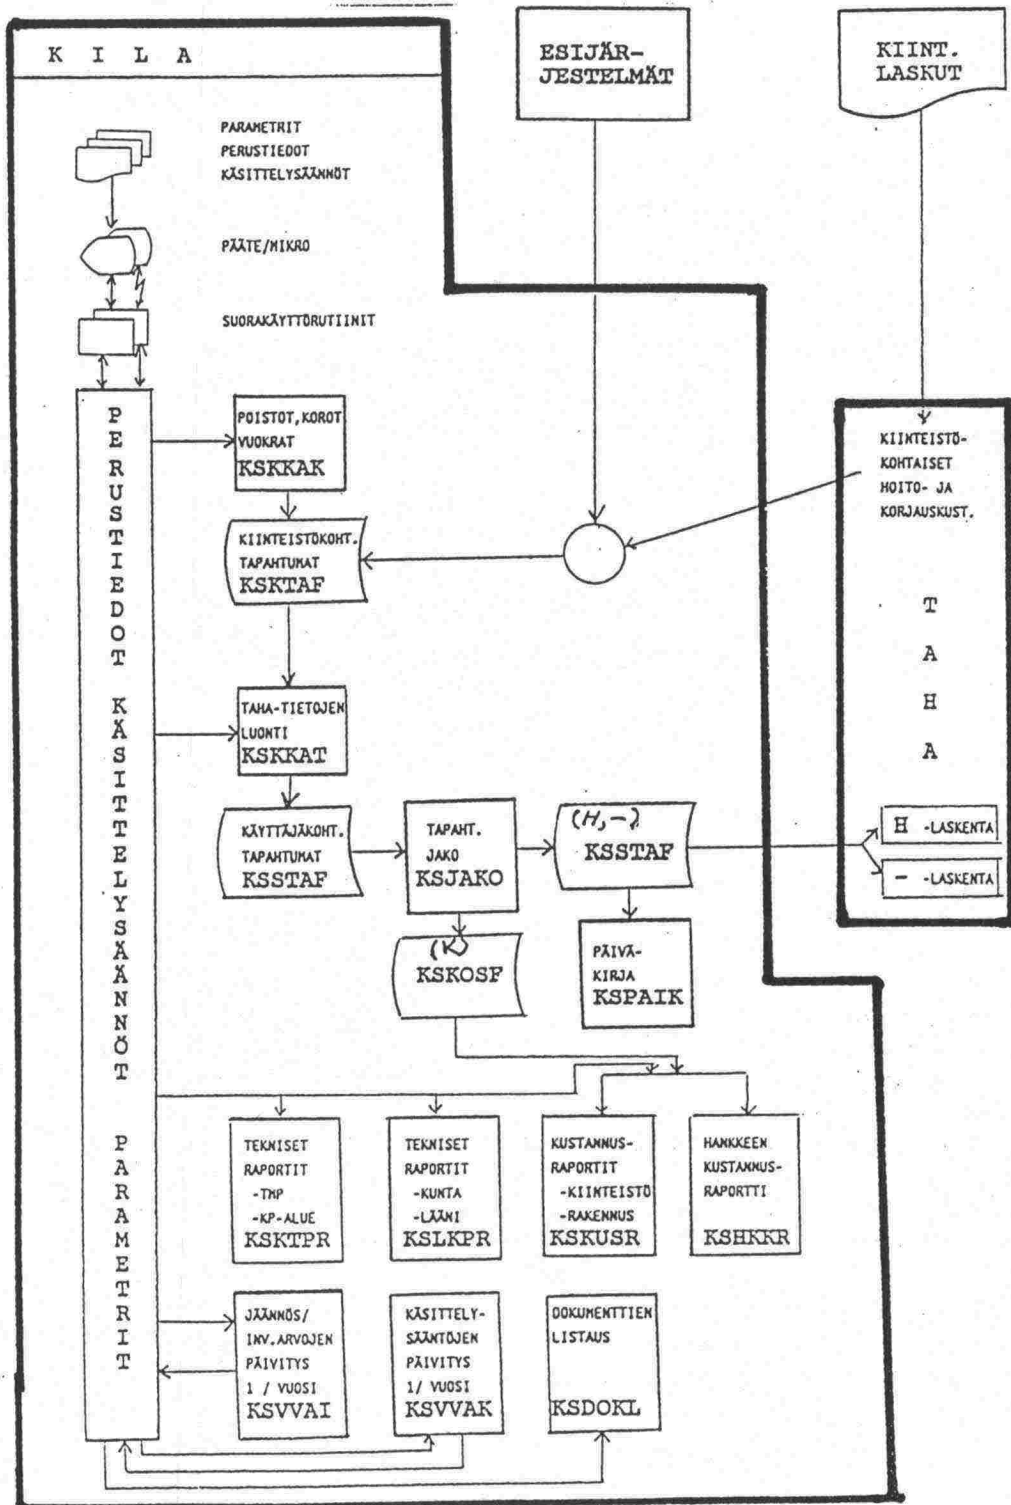 K I L A
ESIJÄR-
JESTELMÄT
KIINT.
LASKUT
PARAMETRIT
PERUSTIEDOT
KÄSITTELYSÄÄNNÖT
PÄÄTE/MIKRO
SUORAKÄYTTÖRUTIINIT
PERUSTIEDOT KÄSITTELYSÄÄNNÖT PARAMETRIT
POISTOT, KOROT
VUOKRAT
KSKKAK
KIINTEISTÖKOHT.
TAPAHTUMAT
KSKTAF
KIINTEISTÖ-
KOHTAISET
HOITO- JA
KORJAUSKUST.
T
A
H
A
TAHA-TIETOJEN
LUONTI
KSKKAT
KÄYTTÄJÄKOHT.
TAPAHTUMAT
KSSTAF
TAPAHT.
JAKO
KSJAKO
(H,-)
KSSTAF
H -LASKENTA
- -LASKENTA
(K)
KSKOSF
PÄIVÄ-
KIRJA
KSPAIK
TEKNISET
RAPORTIT
-TMP
-KP-ALUE
KSKTPR
TEKNISET
RAPORTIT
-KUNTA
-LÄÄNI
KSLKPR
KUSTANNUS-
RAPORTIT
-KIINTEISTÖ
-RAKENNUS
KSKUSR
HANKKEEN
KUSTANNUS-
RAPORTTI
KSHKKR
JÄÄNNÖS/
INV.ARVOJEN
PÄIVITYS
1 / VUOSI
KSVVAI
KÄSITTELY-
SÄÄNTÖJEN
PÄIVITYS
1/ VUOSI
KSVVAK
DOKUMENTTIEN
LISTAUS
KSDOKL